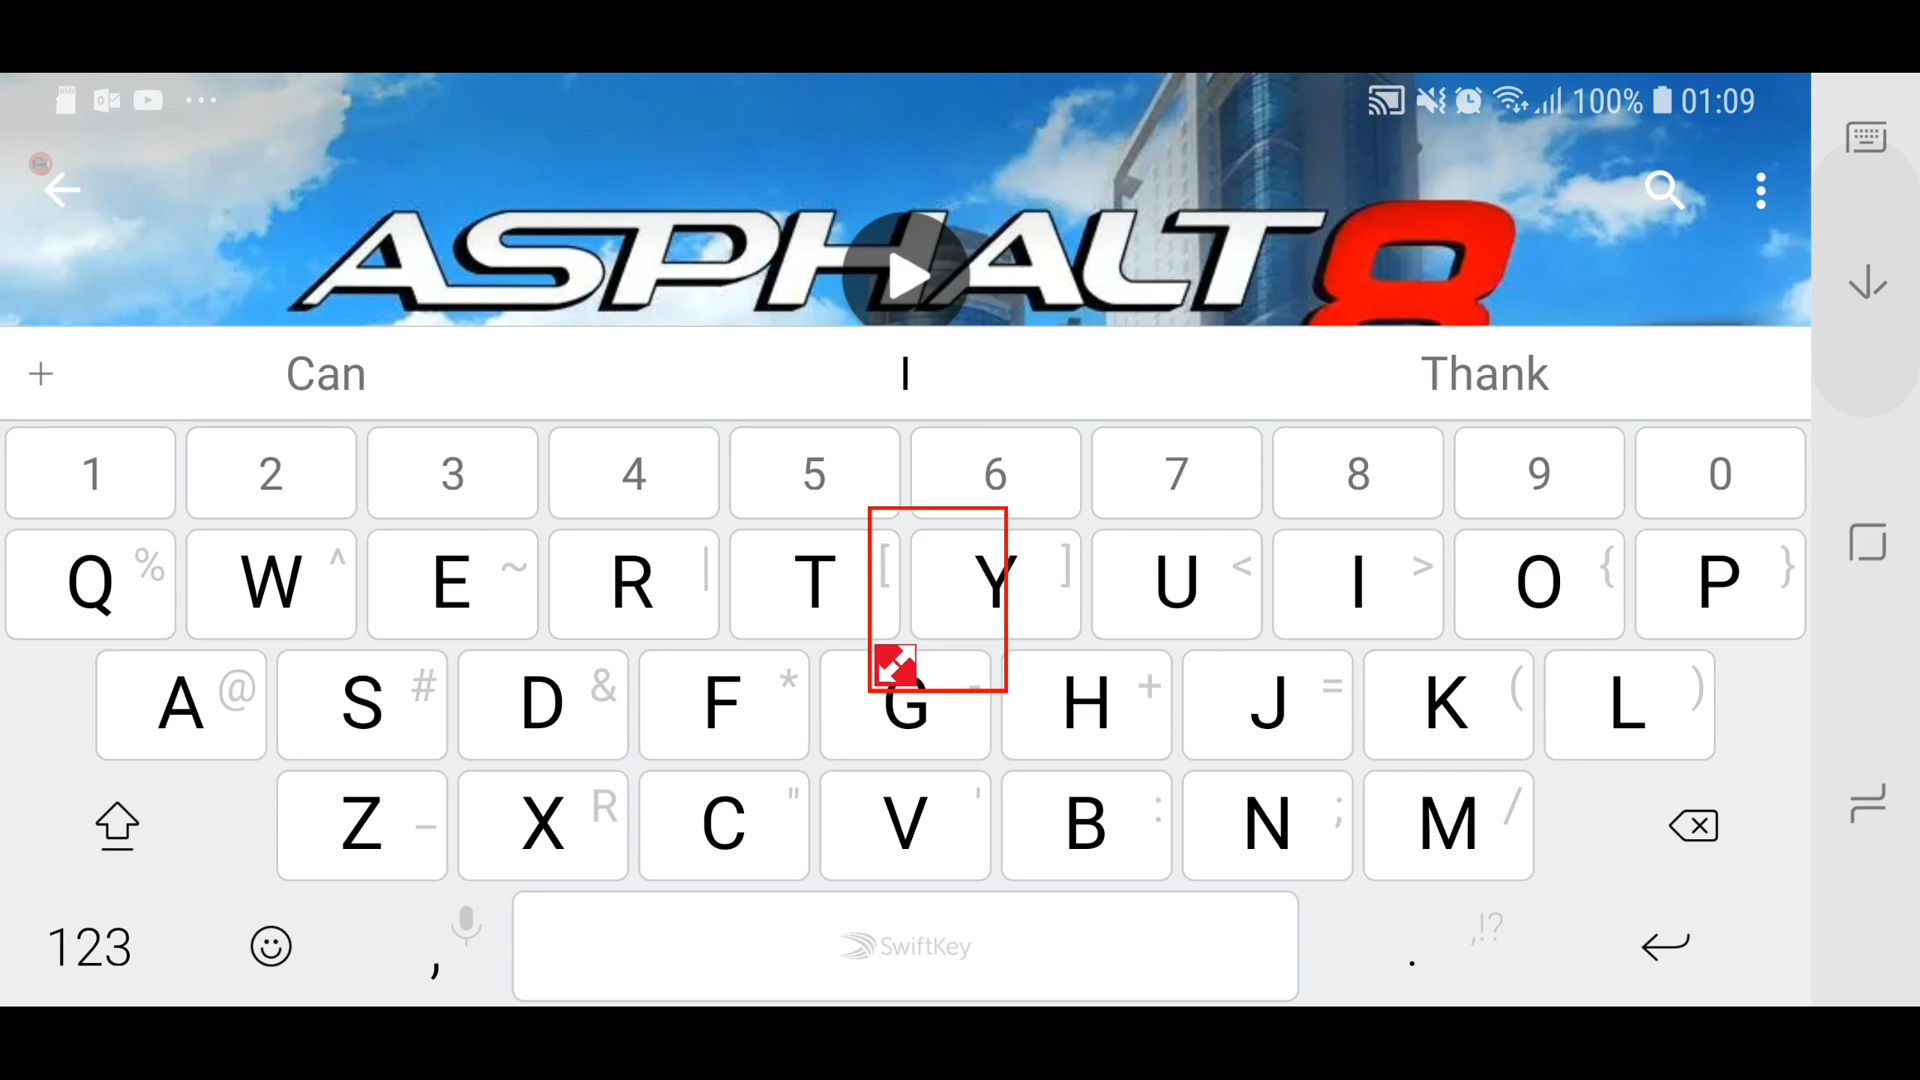 100% 01:09
ASPHALT 8
+ Can I Thank
1 2 3 4 5 6 7 8 9 0
Q % W ^ E ~ R | T [ Y ] U < I > O { P }
A @ S # D & F * G - H + J = K ( L )
Z _ X R C " V ' B : N ; M /
123 , SwiftKey . ,!?